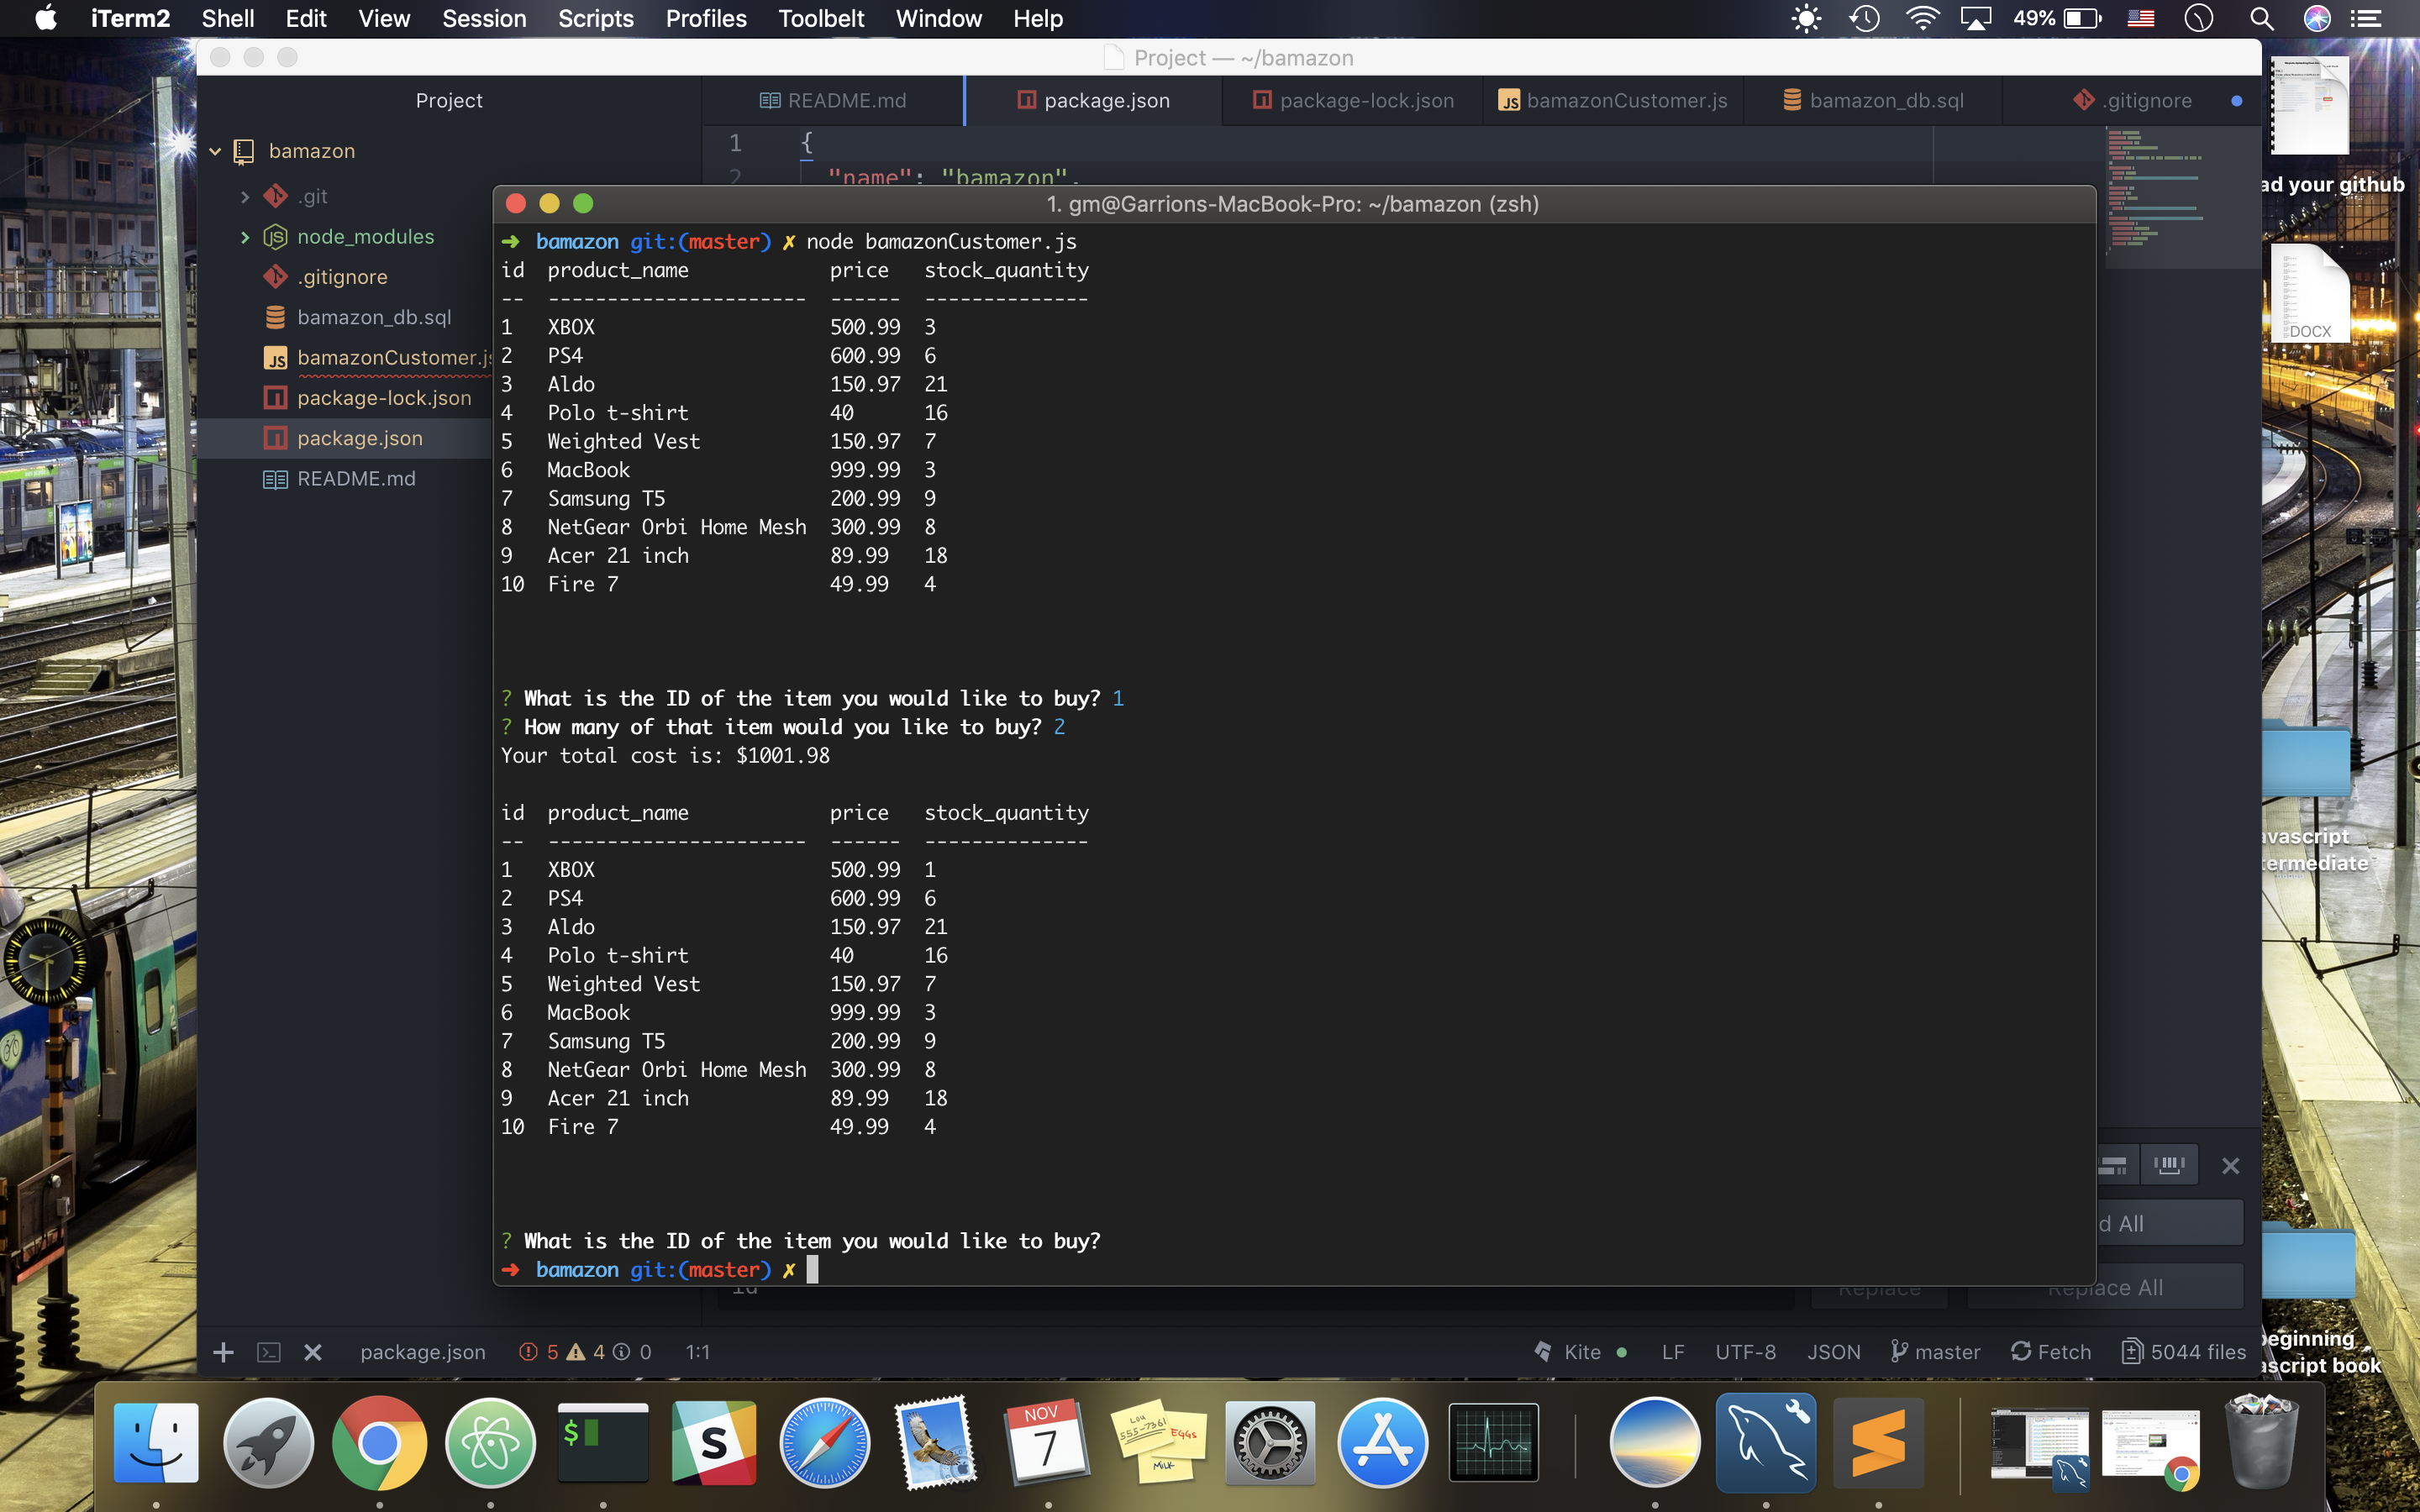 iTerm2 Shell Edit View Session Scripts Profiles Toolbelt Window Help 49%
Project — ~/bamazon
Project
README.md package.json package-lock.json bamazonCustomer.js bamazon_db.sql .gitignore
bamazon
.git
node_modules
.gitignore
bamazon_db.sql
bamazonCustomer.js
package-lock.json
package.json
README.md
1 {
2 "name": "bamazon",
1. gm@Garrions-MacBook-Pro: ~/bamazon (zsh)
➜ bamazon git:(master) ✗ node bamazonCustomer.js
id product_name price stock_quantity
-- ---------------------- ------ --------------
1 XBOX 500.99 3
2 PS4 600.99 6
3 Aldo 150.97 21
4 Polo t-shirt 40 16
5 Weighted Vest 150.97 7
6 MacBook 999.99 3
7 Samsung T5 200.99 9
8 NetGear Orbi Home Mesh 300.99 8
9 Acer 21 inch 89.99 18
10 Fire 7 49.99 4
? What is the ID of the item you would like to buy? 1
? How many of that item would you like to buy? 2
Your total cost is: $1001.98
id product_name price stock_quantity
-- ---------------------- ------ --------------
1 XBOX 500.99 1
2 PS4 600.99 6
3 Aldo 150.97 21
4 Polo t-shirt 40 16
5 Weighted Vest 150.97 7
6 MacBook 999.99 3
7 Samsung T5 200.99 9
8 NetGear Orbi Home Mesh 300.99 8
9 Acer 21 inch 89.99 18
10 Fire 7 49.99 4
? What is the ID of the item you would like to buy?
➜ bamazon git:(master) ✗
d All
id Replace Replace All
package.json 5 4 0 1:1 Kite LF UTF-8 JSON master Fetch 5044 files
ad your github
DOCX
avascript
termediate
beginning
ascript book
NOV
7
LOU
555-7361
EGGS
MILK
$
S